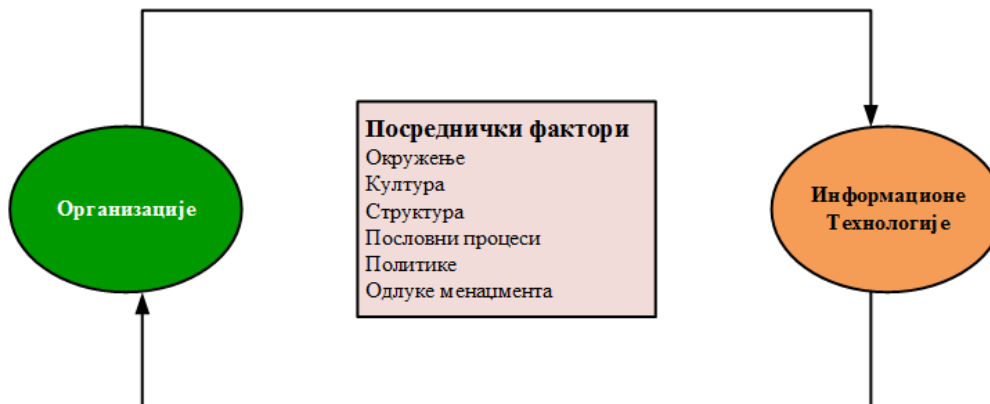 Организације
Посреднички фактори
Окружење
Култура
Структура
Пословни процеси
Политике
Одлуке менаџмента
Информационе
Технологије